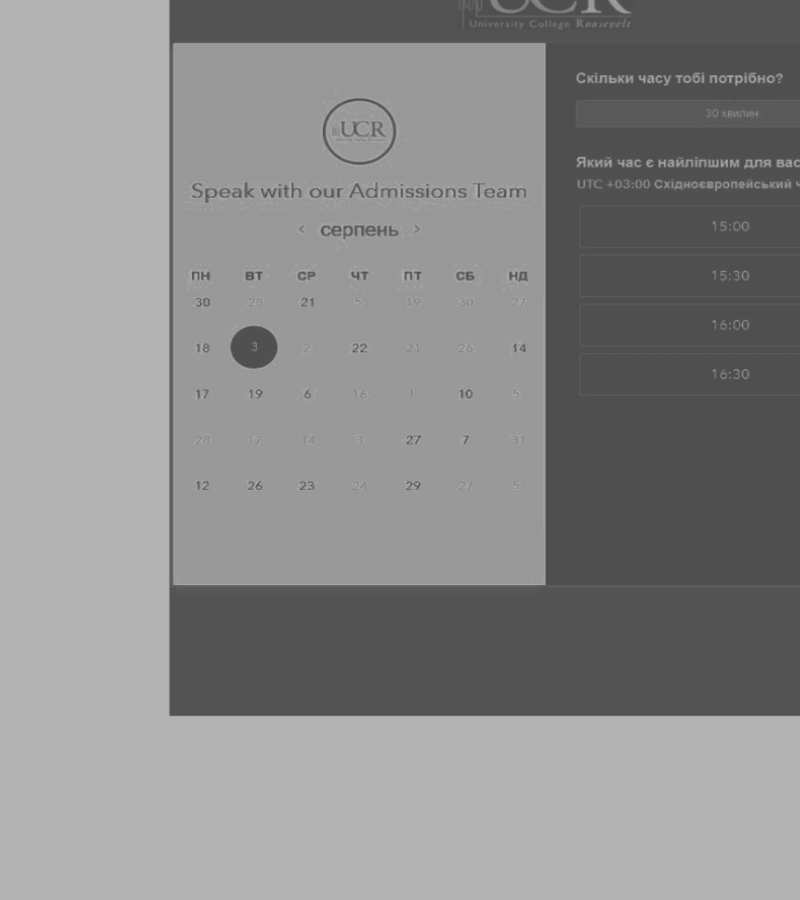 UCR
University College Roosevelt
UCR
Speak with our Admissions Team
‹ серпень ›
ПН ВТ СР ЧТ ПТ СБ НД
30 28 21 5 19 30 27
18 3 2 22 21 26 14
17 19 6 16 1 10 5
28 17 14 3 27 7 31
12 26 23 24 29 27 5
Скільки часу тобі потрібно?
30 хвилин
Який час є найліпшим для вас
UTC +03:00 Східноєвропейський ч
15:00
15:30
16:00
16:30